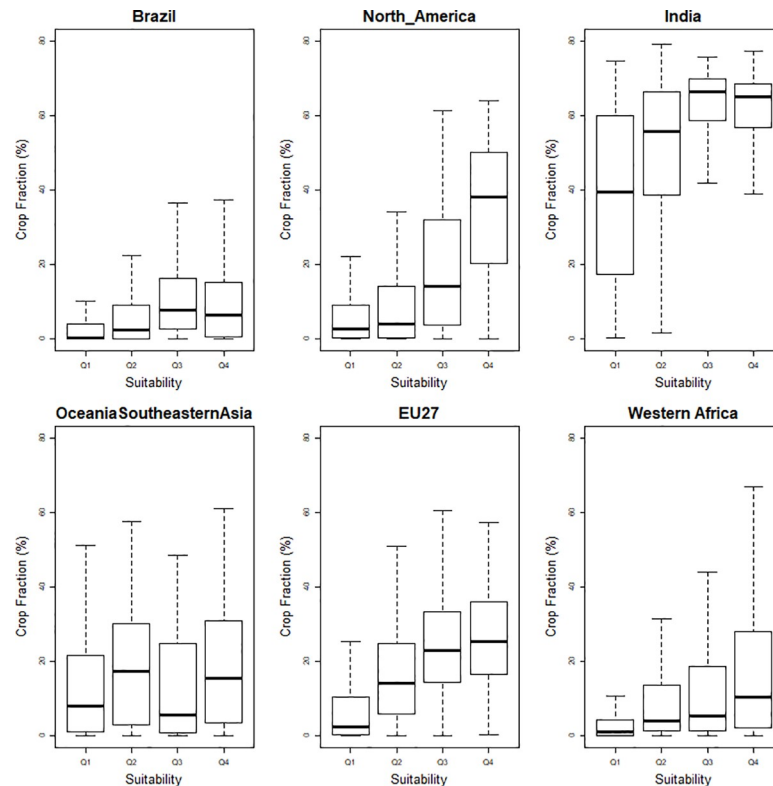 Brazil
80
60
40
20
0
Crop Fraction (%)
Q1 Q2 Q3 Q4
Suitability
North_America
80
60
40
20
0
Crop Fraction (%)
Q1 Q2 Q3 Q4
Suitability
India
80
60
40
20
0
Crop Fraction (%)
Q1 Q2 Q3 Q4
Suitability
OceaniaSoutheasternAsia
80
60
40
20
0
Crop Fraction (%)
Q1 Q2 Q3 Q4
Suitability
EU27
80
60
40
20
0
Crop Fraction (%)
Q1 Q2 Q3 Q4
Suitability
Western Africa
80
60
40
20
0
Crop Fraction (%)
Q1 Q2 Q3 Q4
Suitability